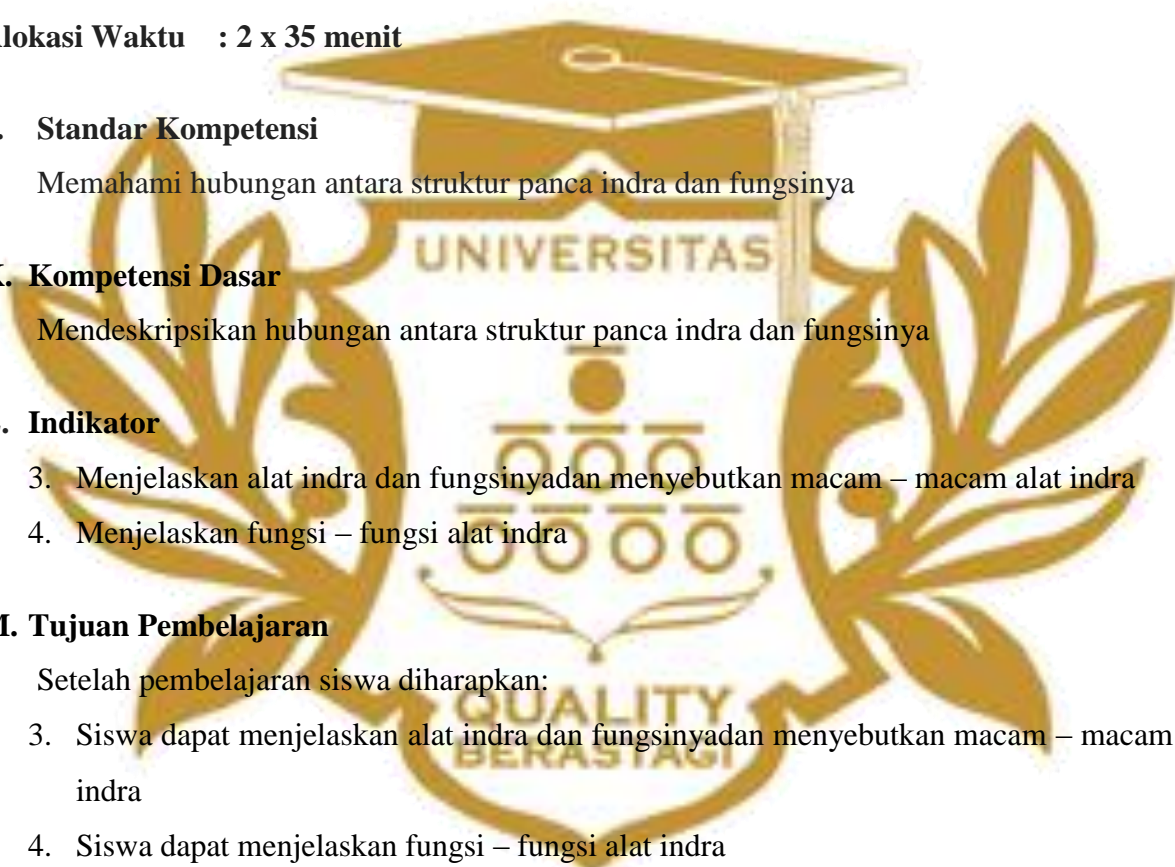 lokasi Waktu : 2 x 35 menit
. Standar Kompetensi
Memahami hubungan antara struktur panca indra dan fungsinya
UNIVERSITAS
. Kompetensi Dasar
Mendeskripsikan hubungan antara struktur panca indra dan fungsinya
. Indikator
3. Menjelaskan alat indra dan fungsinyadan menyebutkan macam – macam alat indra
4. Menjelaskan fungsi – fungsi alat indra
. Tujuan Pembelajaran
Setelah pembelajaran siswa diharapkan:
QUALITY
3. Siswa dapat menjelaskan alat indra dan fungsinyadan menyebutkan macam – macam
BERASTAGI
indra
4. Siswa dapat menjelaskan fungsi – fungsi alat indra